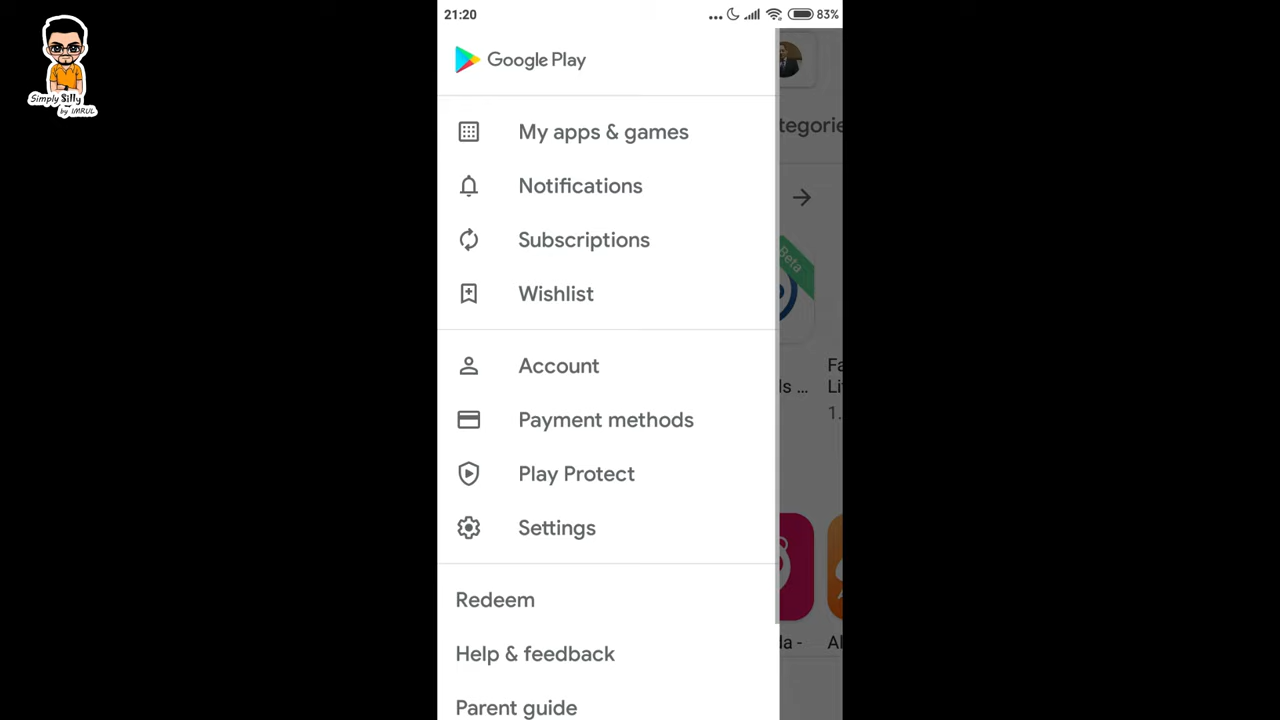 21:20
83%
Simply Silly
by IMRUL
Google Play
My apps & games
Notifications
Subscriptions
Wishlist
Account
Payment methods
Play Protect
Settings
Redeem
Help & feedback
Parent guide
tegorie
Beta
ls ...
Fa
Li
1.
da -
Al